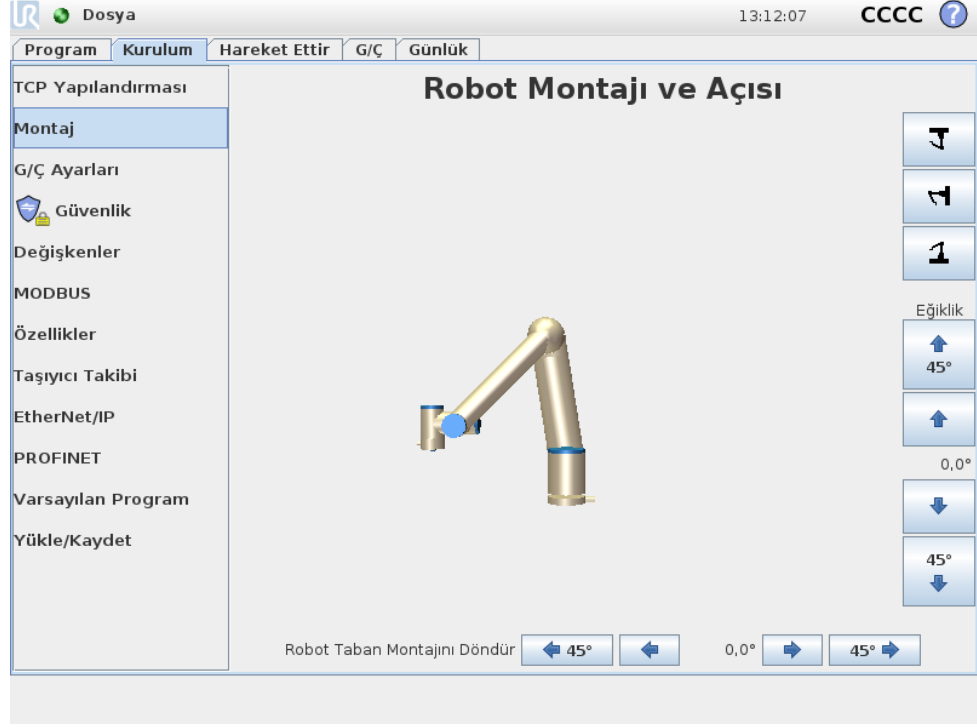 UR Dosya 13:12:07 CCCC ?
Program Kurulum Hareket Ettir G/Ç Günlük
TCP Yapılandırması
Montaj
G/Ç Ayarları
Güvenlik
Değişkenler
MODBUS
Özellikler
Taşıyıcı Takibi
EtherNet/IP
PROFINET
Varsayılan Program
Yükle/Kaydet
Robot Montajı ve Açısı
Eğiklik
45°
0,0°
45°
Robot Taban Montajını Döndür 45° 0,0° 45°